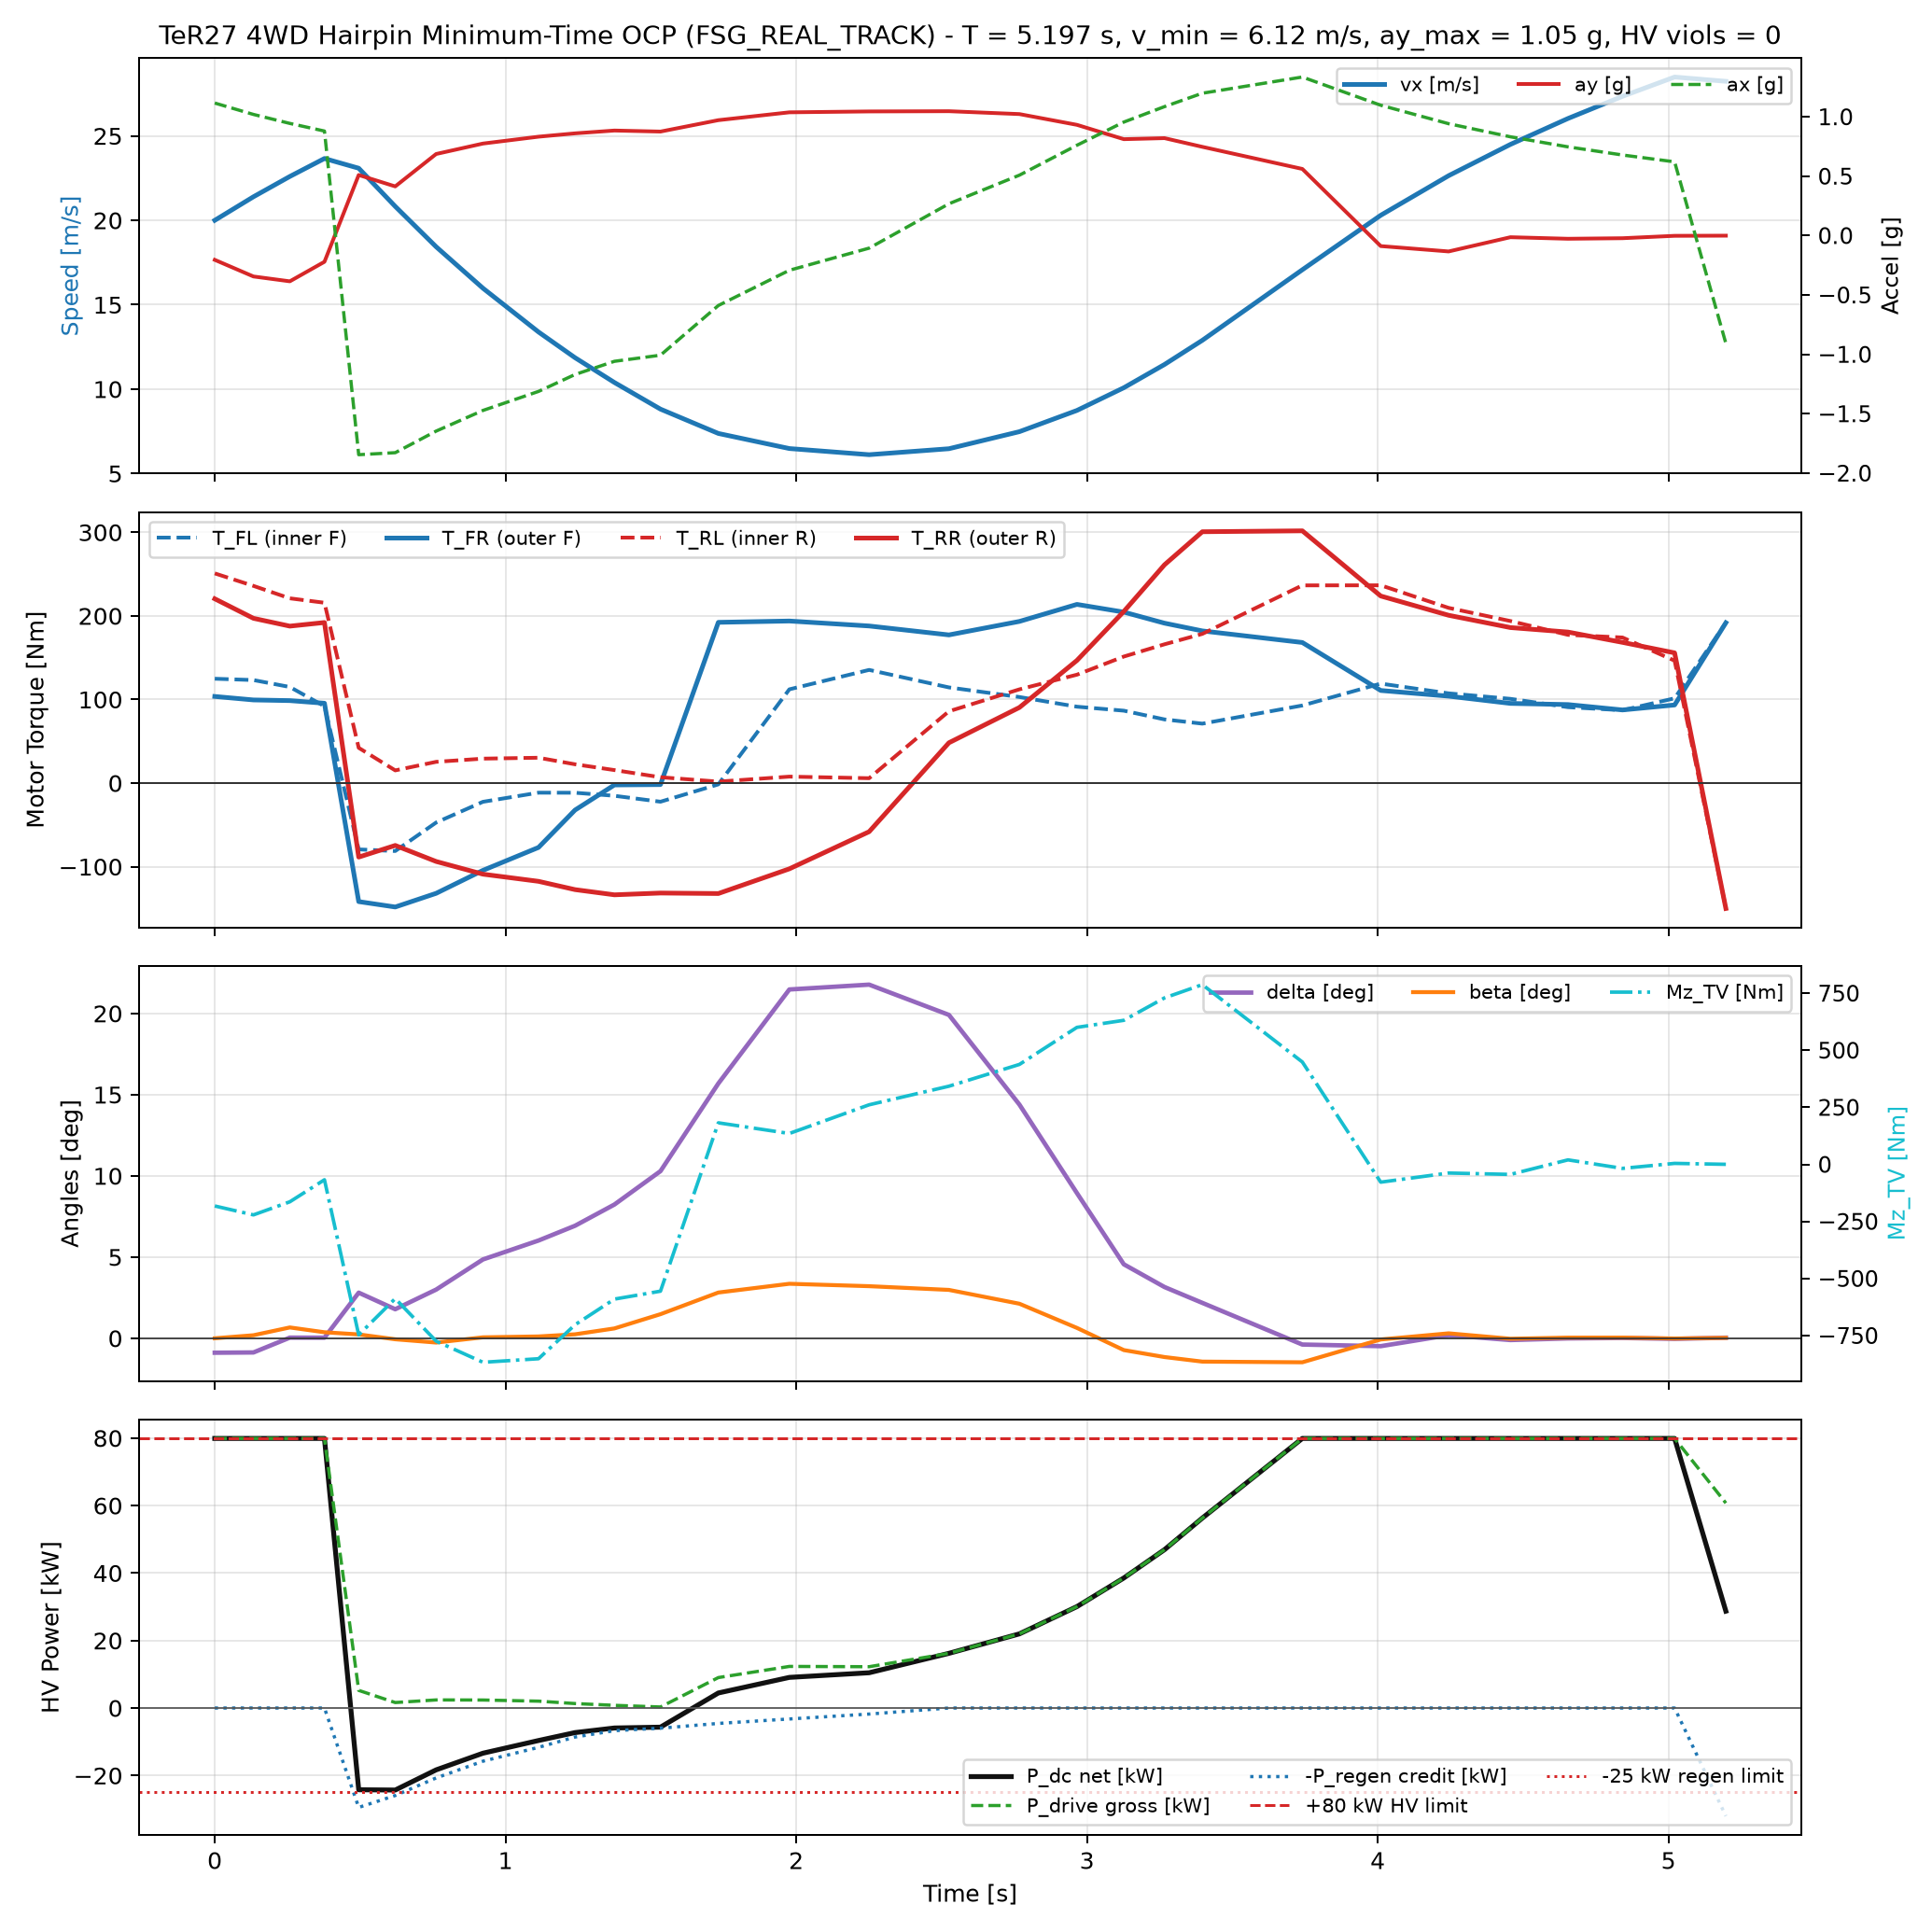 TeR27 4WD Hairpin Minimum-Time OCP (FSG_REAL_TRACK) - T = 5.197 s, v_min = 6.12 m/s, ay_max = 1.05 g, HV viols = 0
vx [m/s] ay [g] ax [g]
25
20
15
10
5
Speed [m/s]
1.0
0.5
0.0
−0.5
−1.0
−1.5
−2.0
Accel [g]
T_FL (inner F) T_FR (outer F) T_RL (inner R) T_RR (outer R)
300
200
100
0
−100
Motor Torque [Nm]
delta [deg] beta [deg] Mz_TV [Nm]
20
15
10
5
0
Angles [deg]
750
500
250
0
−250
−500
−750
Mz_TV [Nm]
80
60
40
20
0
−20
HV Power [kW]
P_dc net [kW] -P_regen credit [kW] -25 kW regen limit
P_drive gross [kW] +80 kW HV limit
0 1 2 3 4 5
Time [s]